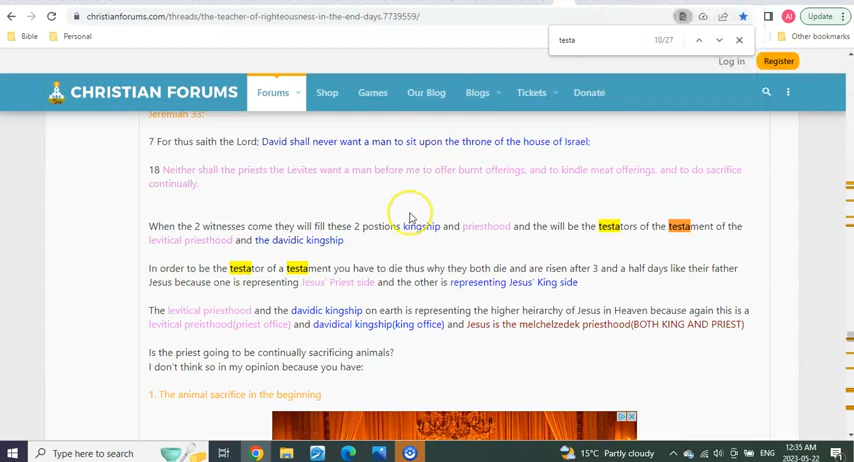 christianforums.com/threads/the-teacher-of-righteousness-in-the-end-days.7739559/
AI
Update
Bible
Personal
testa
10/27
Other bookmarks
Log in
Register
CHRISTIAN FORUMS
Forums
Shop
Games
Our Blog
Blogs
Tickets
Donate
Jeremiah 33:
7 For thus saith the Lord; David shall never want a man to sit upon the throne of the house of Israel;
18 Neither shall the priests the Levites want a man before me to offer burnt offerings, and to kindle meat offerings, and to do sacrifice
continually.
When the 2 witnesses come they will fill these 2 postions kingship and priesthood and the will be the testators of the testament of the
levitical priesthood and the davidic kingship
In order to be the testator of a testament you have to die thus why they both die and are risen after 3 and a half days like their father
Jesus because one is representing Jesus' Priest side and the other is representing Jesus' King side
The levitical priesthood and the davidic kingship on earth is representing the higher heirarchy of Jesus in Heaven because again this is a
levitical preisthood(priest office) and davidical kingship(king office) and Jesus is the melchelzedek priesthood(BOTH KING AND PRIEST)
Is the priest going to be continually sacrificing animals?
I don't think so in my opinion because you have:
1. The animal sacrifice in the beginning
Type here to search
15°C Partly cloudy
ENG
12:35 AM
2023-05-22